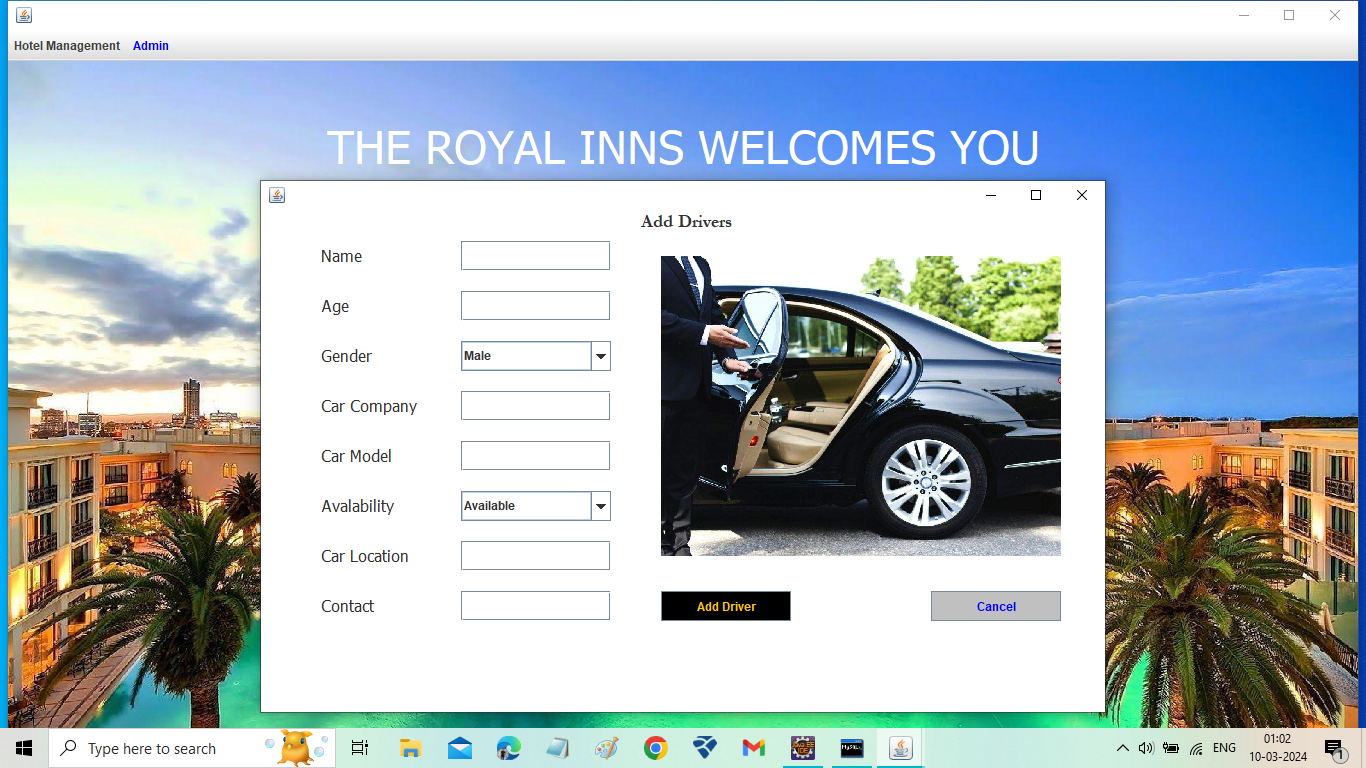 Hotel Management Admin
THE ROYAL INNS WELCOMES YOU
Add Drivers
Name
Age
Gender Male
Car Company
Car Model
Avalability Available
Car Location
Contact
Add Driver Cancel
Type here to search
ENG
01:02
10-03-2024
1